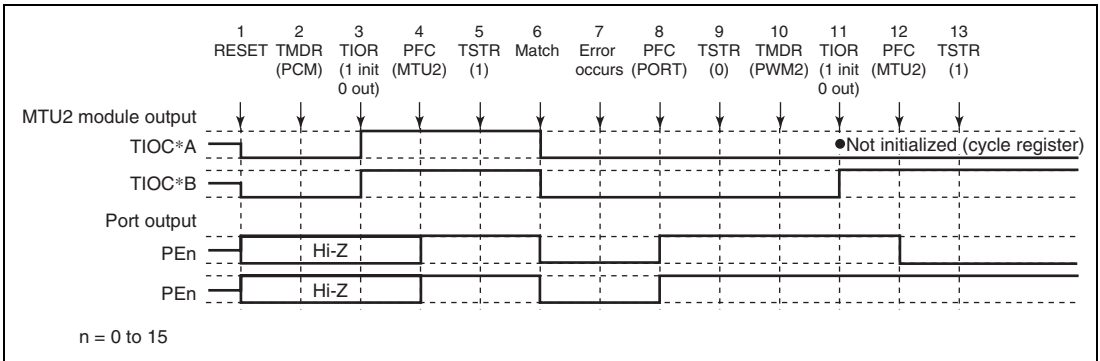 1 2 3 4 5 6 7 8 9 10 11 12 13
RESET TMDR TIOR PFC TSTR Match Error PFC TSTR TMDR TIOR PFC TSTR
(PCM) (1 init (MTU2) (1) occurs (PORT) (0) (PWM2) (1 init (MTU2) (1)
0 out) 0 out)
MTU2 module output
TIOC*A ●Not initialized (cycle register)
TIOC*B
Port output
PEn Hi-Z
PEn Hi-Z
n = 0 to 15